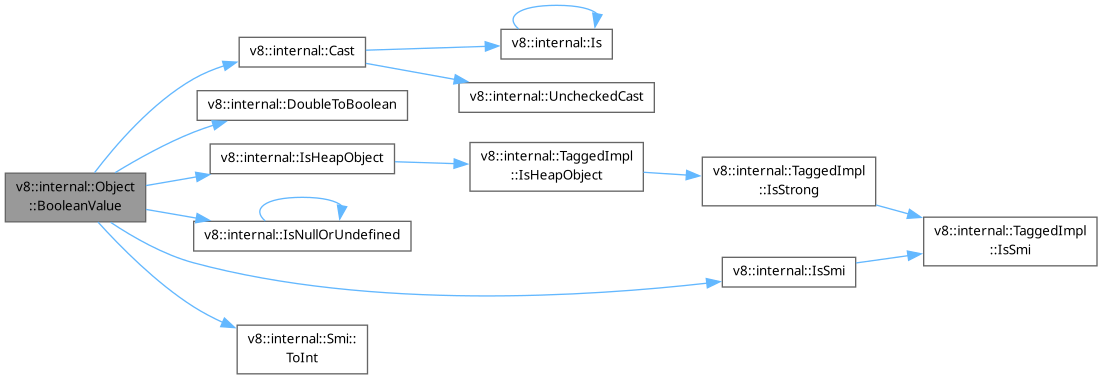 v8::internal::Object
::BooleanValue
v8::internal::Cast
v8::internal::Is
v8::internal::UncheckedCast
v8::internal::DoubleToBoolean
v8::internal::IsHeapObject
v8::internal::TaggedImpl
::IsHeapObject
v8::internal::TaggedImpl
::IsStrong
v8::internal::TaggedImpl
::IsSmi
v8::internal::IsNullOrUndefined
v8::internal::IsSmi
v8::internal::Smi::
ToInt